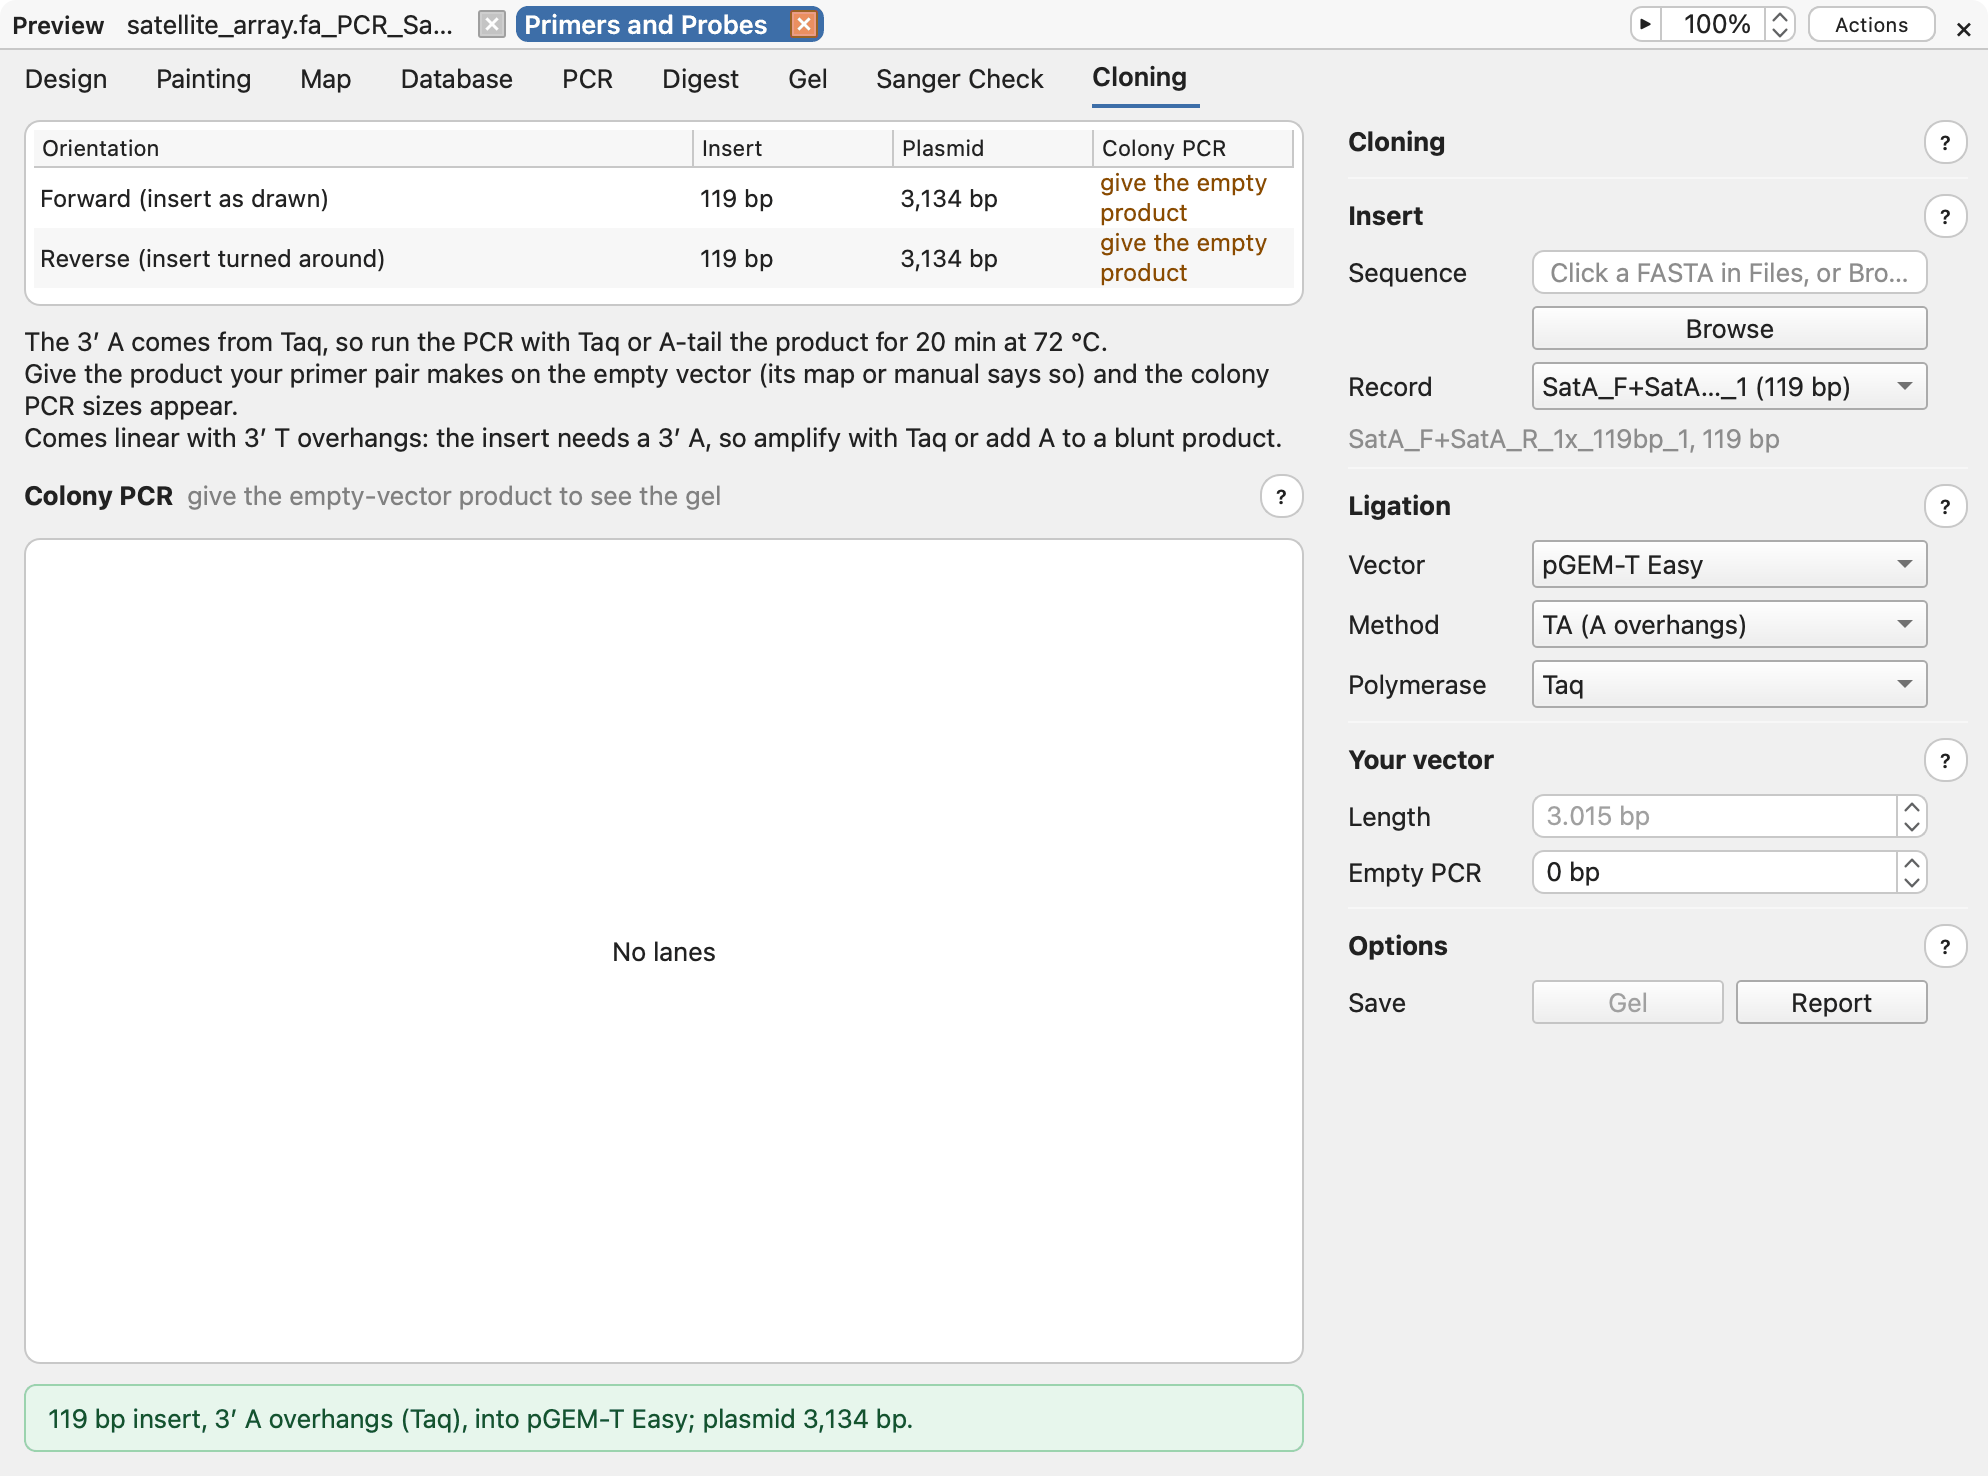 Preview satellite_array.fa_PCR_Sa... Primers and Probes 100% Actions
Design Painting Map Database PCR Digest Gel Sanger Check Cloning
Orientation Insert Plasmid Colony PCR
Forward (insert as drawn) 119 bp 3,134 bp give the empty product
Reverse (insert turned around) 119 bp 3,134 bp give the empty product
The 3′ A comes from Taq, so run the PCR with Taq or A-tail the product for 20 min at 72 °C.
Give the product your primer pair makes on the empty vector (its map or manual says so) and the colony
PCR sizes appear.
Comes linear with 3′ T overhangs: the insert needs a 3′ A, so amplify with Taq or add A to a blunt product.
Colony PCR give the empty-vector product to see the gel ?
No lanes
119 bp insert, 3′ A overhangs (Taq), into pGEM-T Easy; plasmid 3,134 bp.
Cloning ?
Insert ?
Sequence Click a FASTA in Files, or Bro...
Browse
Record SatA_F+SatA..._1 (119 bp)
SatA_F+SatA_R_1x_119bp_1, 119 bp
Ligation ?
Vector pGEM-T Easy
Method TA (A overhangs)
Polymerase Taq
Your vector ?
Length 3.015 bp
Empty PCR 0 bp
Options ?
Save Gel Report